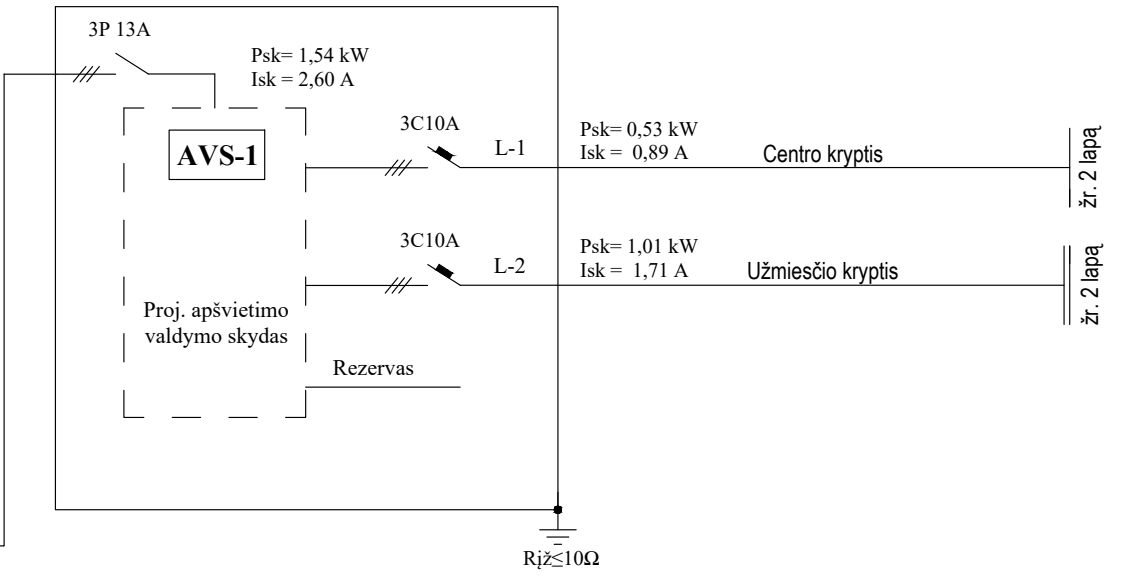 3P 13A
Psk= 1,54 kW
Isk = 2,60 A
AVS-1
Proj. apšvietimo
valdymo skydas
3C10A
L-1
Psk= 0,53 kW
Isk = 0,89 A
Centro kryptis
žr. 2 lapą
3C10A
L-2
Psk= 1,01 kW
Isk = 1,71 A
Užmiesčio kryptis
žr. 2 lapą
Rezervas
Rįž≤10Ω